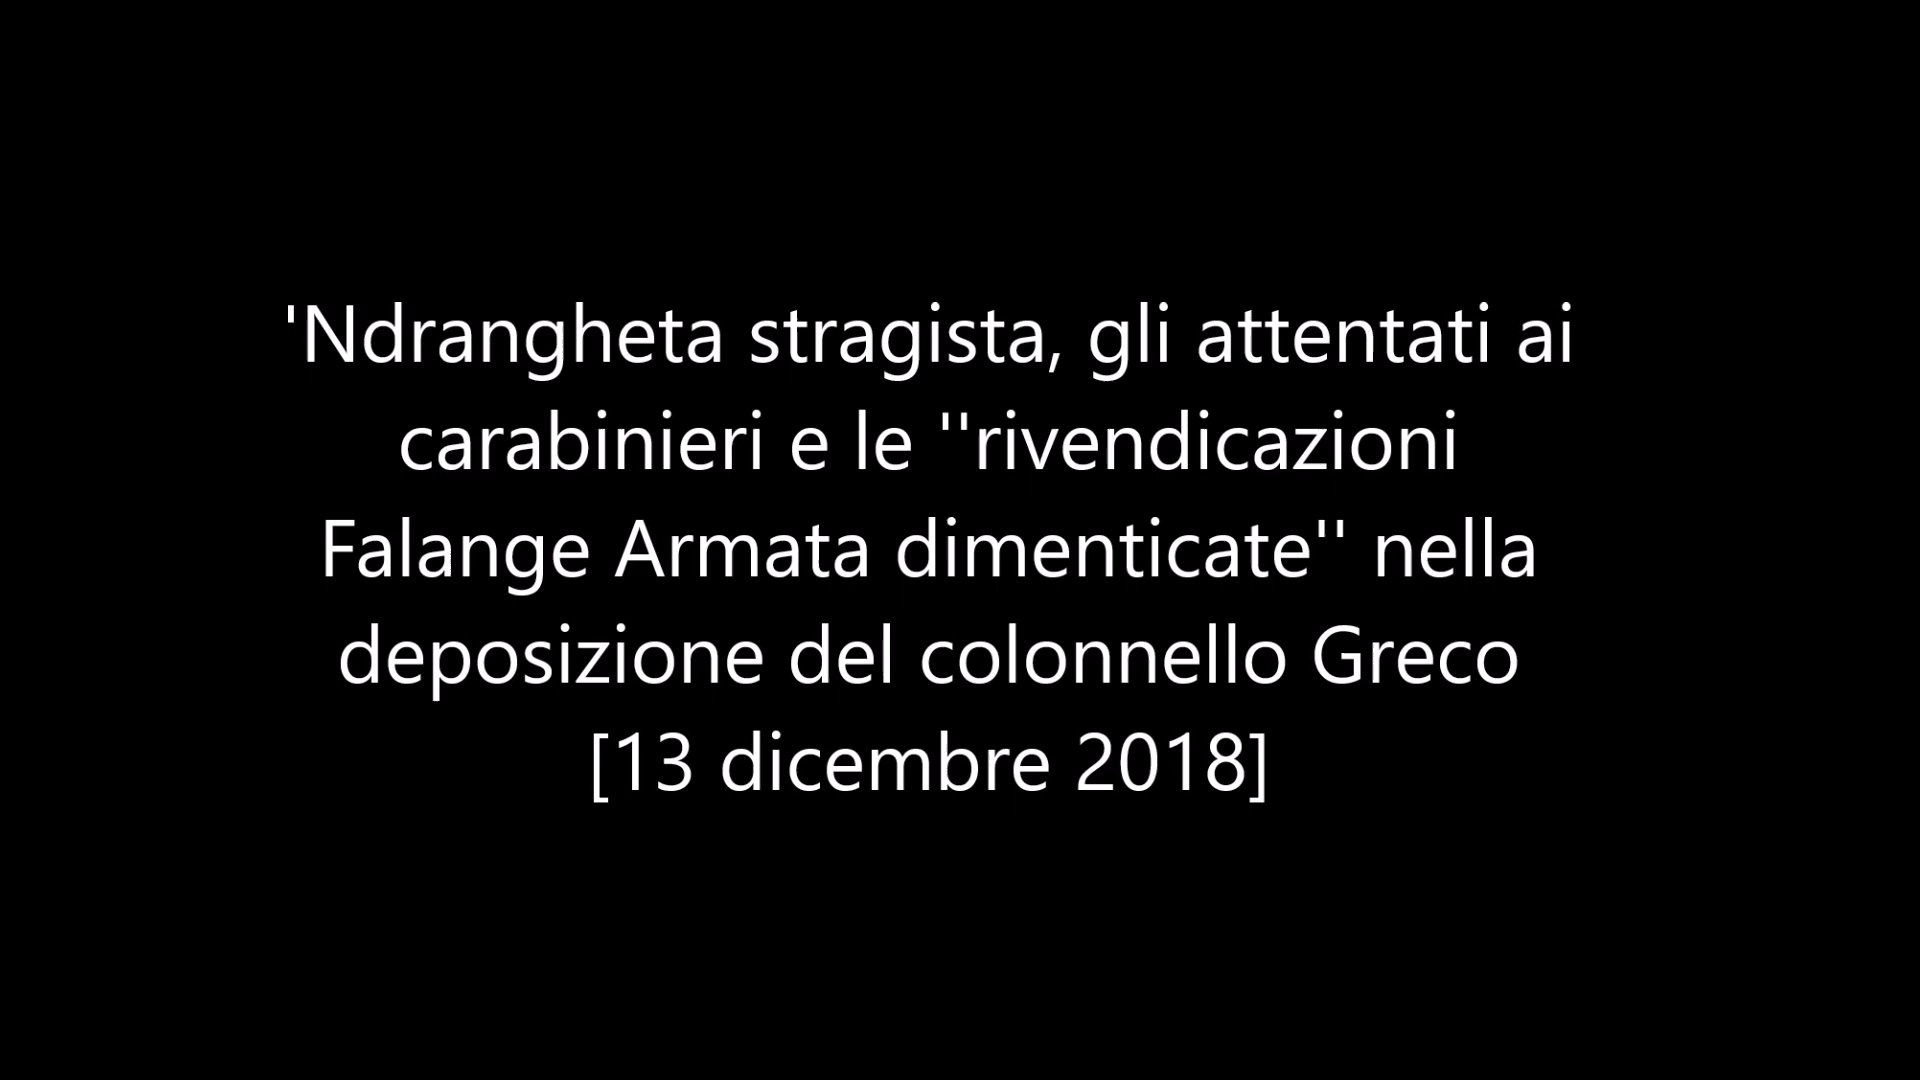 'Ndrangheta stragista, gli attentati ai
carabinieri e le ''rivendicazioni
Falange Armata dimenticate'' nella
deposizione del colonnello Greco
[13 dicembre 2018]